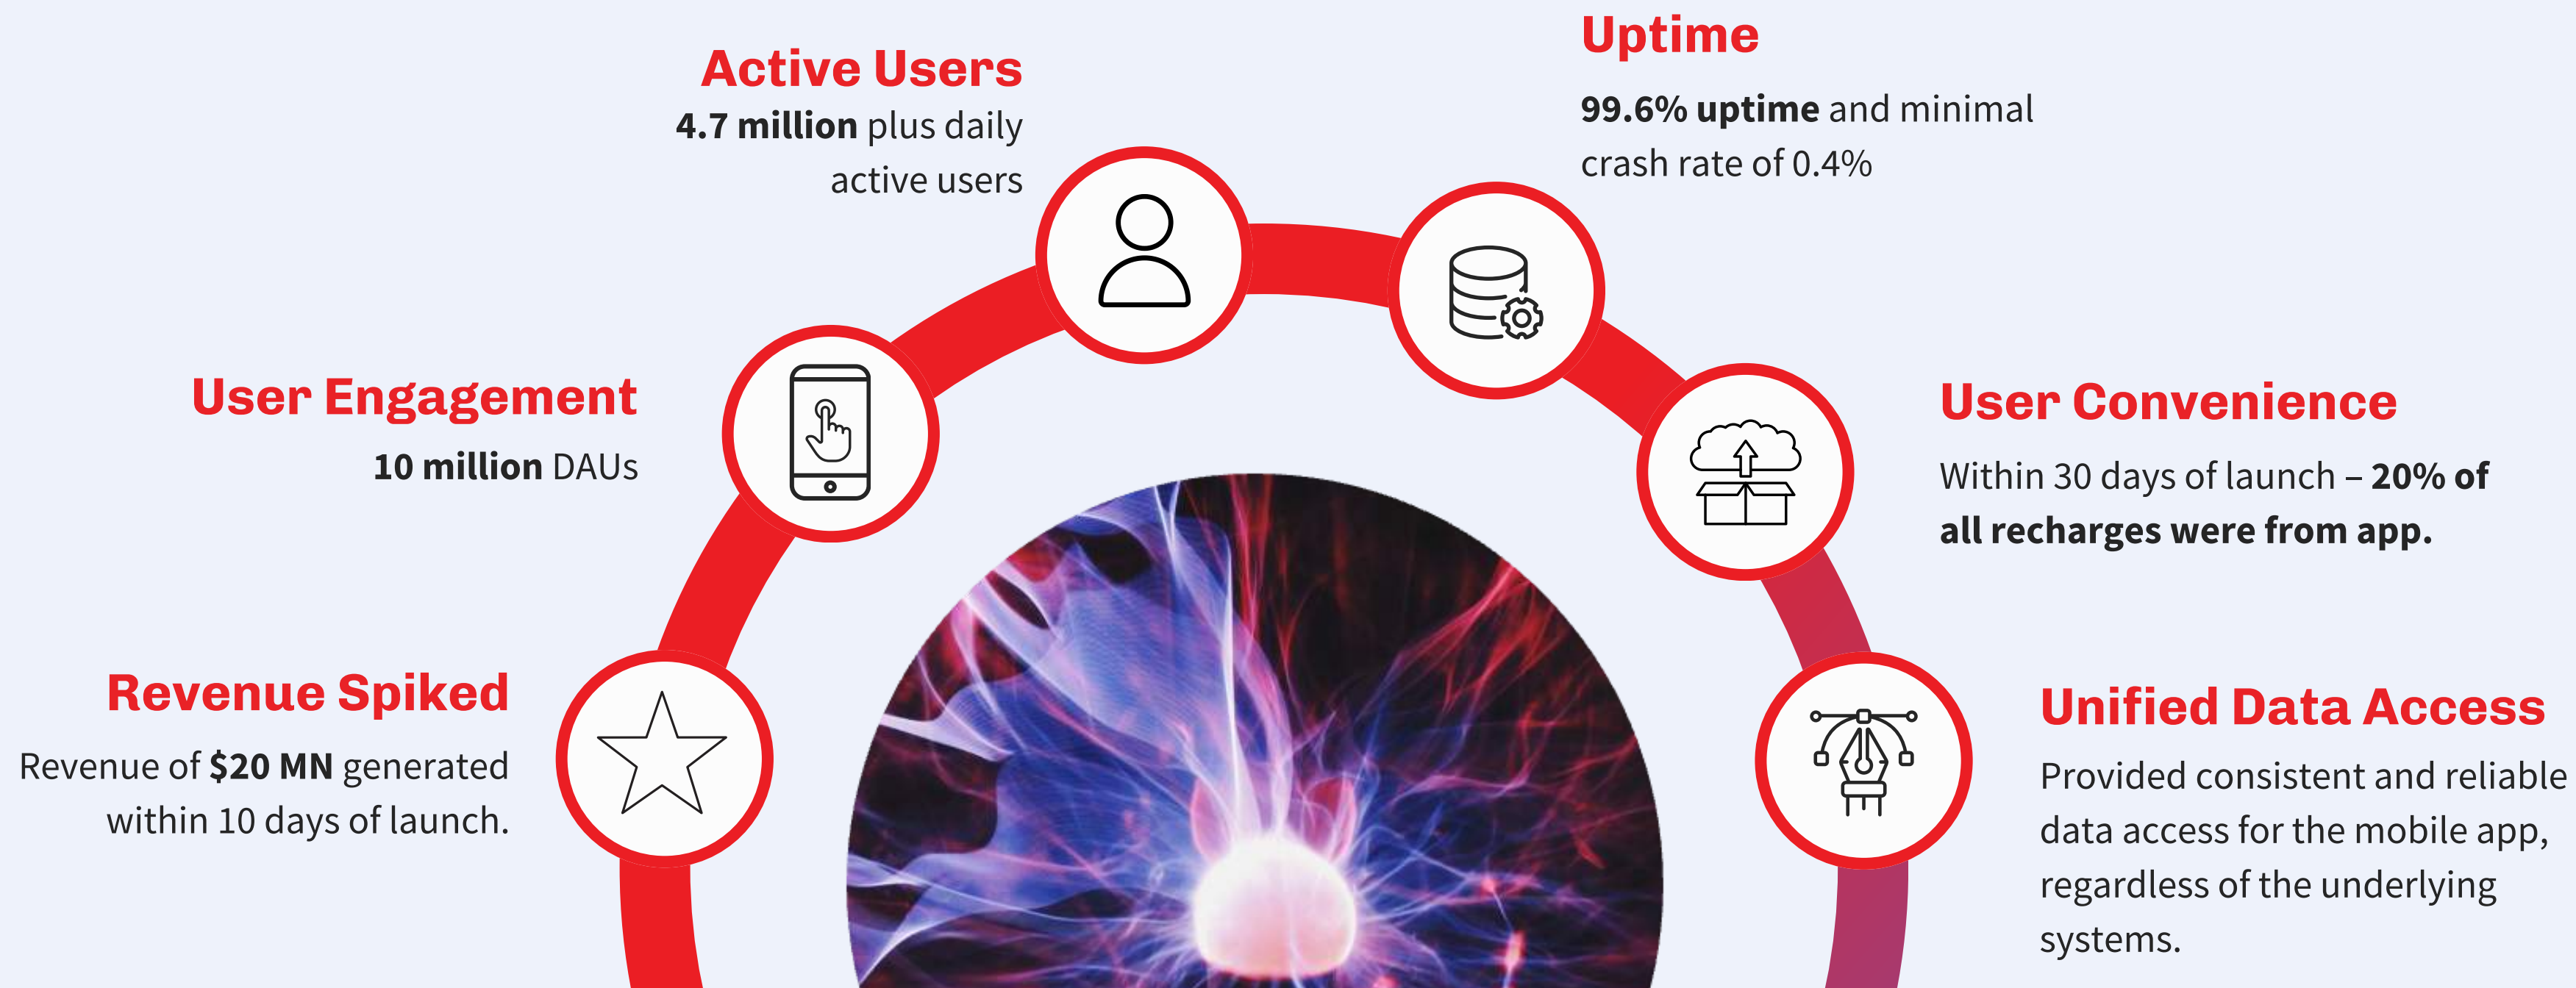 Active Users
4.7 million plus daily
active users
Uptime
99.6% uptime and minimal
crash rate of 0.4%
User Engagement
10 million DAUs
User Convenience
Within 30 days of launch – 20% of
all recharges were from app.
Revenue Spiked
Revenue of $20 MN generated
within 10 days of launch.
Unified Data Access
Provided consistent and reliable
data access for the mobile app,
regardless of the underlying
systems.